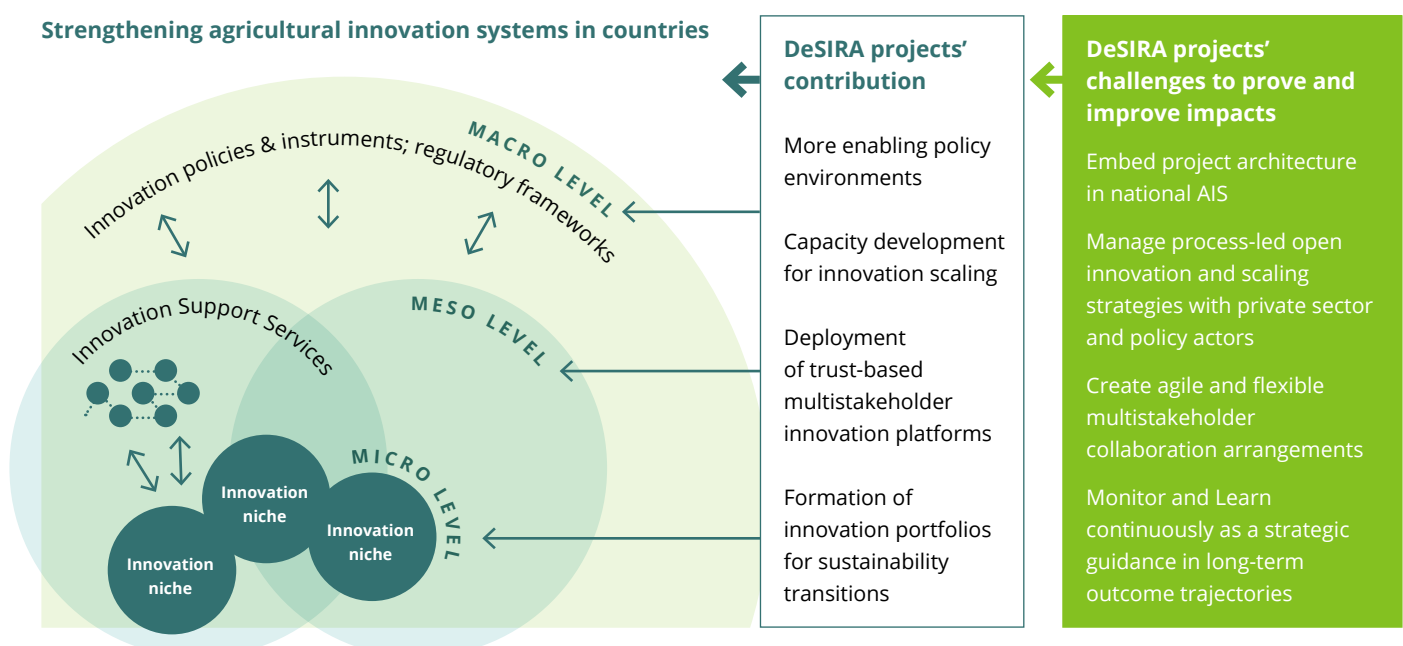 Strengthening agricultural innovation systems in countries
MACRO LEVEL
Innovation policies & instruments; regulatory frameworks
MESO LEVEL
Innovation Support Services
MICRO LEVEL
Innovation
niche
Innovation
niche
Innovation
niche
DeSIRA projects’
contribution
More enabling policy
environments
Capacity development
for innovation scaling
Deployment
of trust-based
multistakeholder
innovation platforms
Formation of
innovation portfolios
for sustainability
transitions
DeSIRA projects’
challenges to prove and
improve impacts
Embed project architecture
in national AIS
Manage process-led open
innovation and scaling
strategies with private sector
and policy actors
Create agile and flexible
multistakeholder
collaboration arrangements
Monitor and Learn
continuously as a strategic
guidance in long-term
outcome trajectories